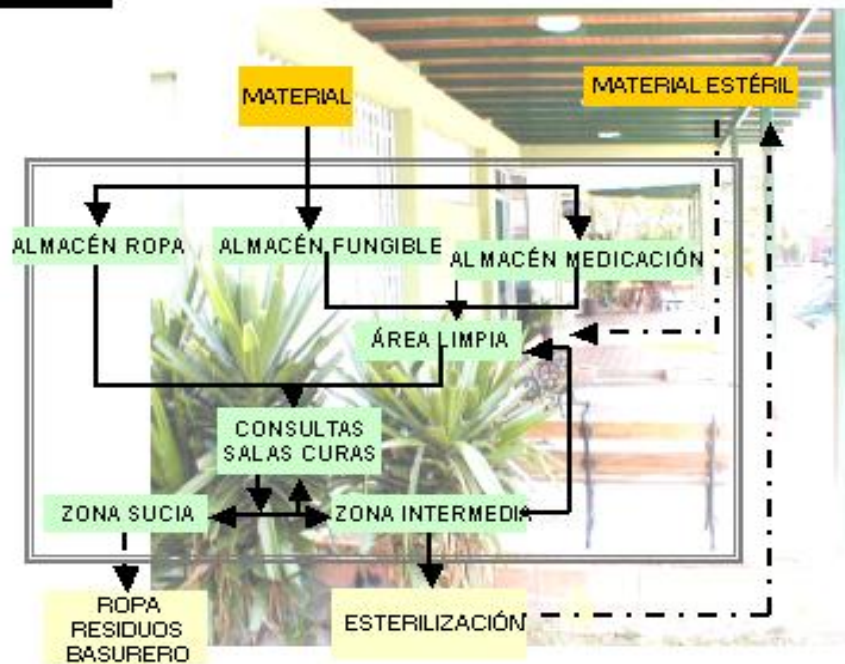 MATERIAL
MATERIAL ESTÉRIL
ALMACÉN ROPA
ALMACÉN FUNGIBLE
ALMACÉN MEDICACIÓN
ÁREA LIMPIA
CONSULTAS
SALAS CURAS
ZONA SUCIA
ZONA INTERMEDIA
ROPA
RESIDUOS
BASURERO
ESTERILIZACIÓN